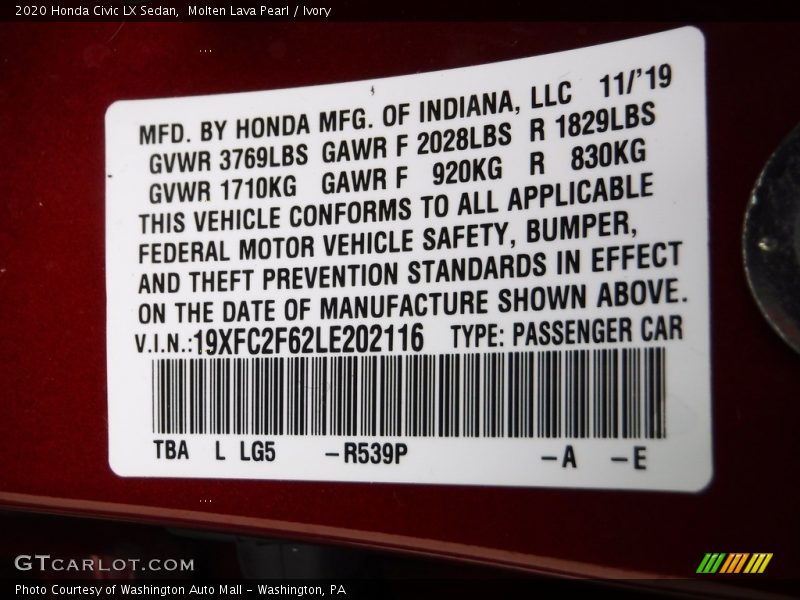 2020 Honda Civic LX Sedan,  Molten Lava Pearl / Ivory
MFD. BY HONDA MFG. OF INDIANA, LLC 11/'19
GVWR 3769LBS GAWR F 2028LBS R 1829LBS
GVWR 1710KG GAWR F 920KG R 830KG
THIS VEHICLE CONFORMS TO ALL APPLICABLE
FEDERAL MOTOR VEHICLE SAFETY, BUMPER,
AND THEFT PREVENTION STANDARDS IN EFFECT
ON THE DATE OF MANUFACTURE SHOWN ABOVE.
V.I.N.:19XFC2F62LE202116 TYPE: PASSENGER CAR
TBA L LG5 –R539P –A –E
GTCARLOT.COM
Photo Courtesy of Washington Auto Mall – Washington, PA